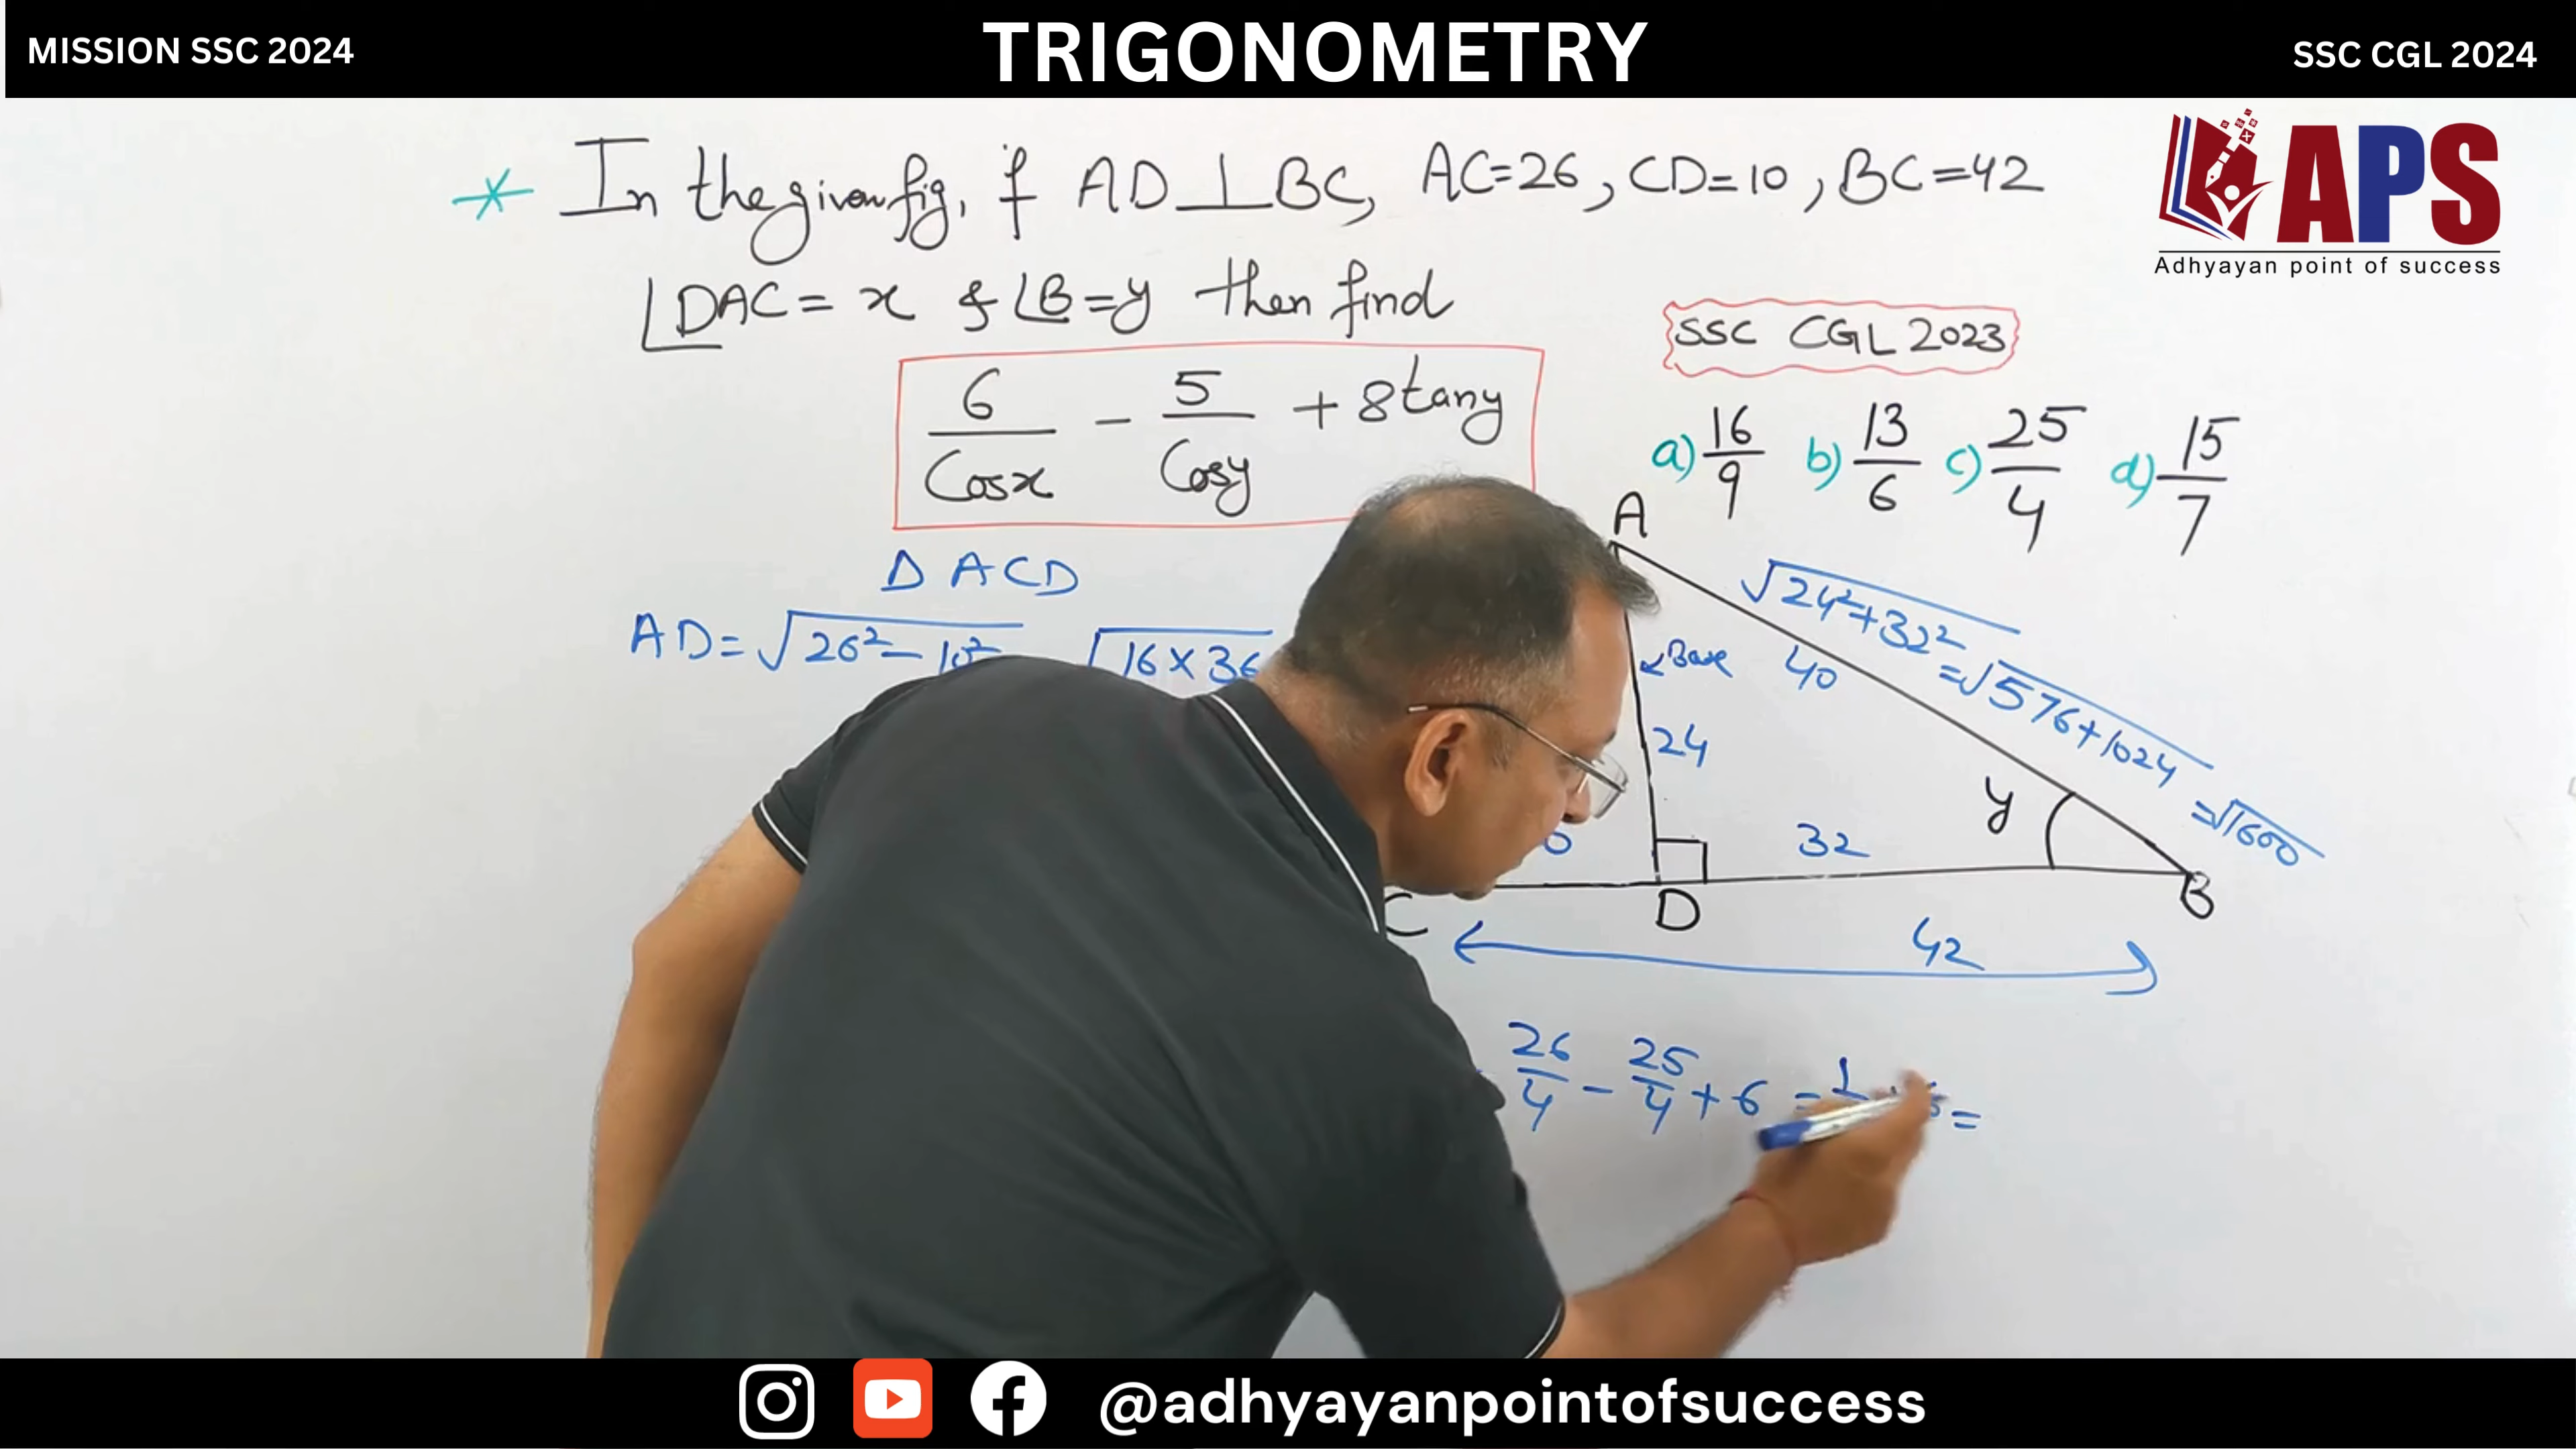 MISSION SSC 2024
TRIGONOMETRY
SSC CGL 2024
APS
Adhyayan point of success
* In the given fig, if AD ⊥ BC, AC=26, CD=10, BC=42
∠DAC = x & ∠B=y then find
6/Cosx - 5/Cosy + 8tany
SSC CGL 2023
a) 16/9 b) 13/6 c) 25/4 d) 15/7
Δ ACD
AD=√26²-10² √16×36
A
√24²+32²
=√576+1024
=√1600
Base
40
24
y
32
C D B
42
26/4 - 25/4 + 6 = 1 =
@adhyayanpointofsuccess